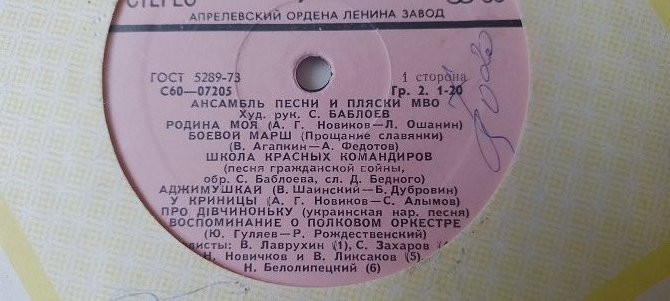 СТЕРЕО
АПРЕЛЕВСКИЙ ОРДЕНА ЛЕНИНА ЗАВОД
ГОСТ 5289-73
1 сторона
С60—07205
Гр. 2. 1-20
АНСАМБЛЬ ПЕСНИ И ПЛЯСКИ МВО
Худ. рук. С. БАБЛОЕВ
РОДИНА МОЯ (А. Г. Новиков—Л. Ошанин)
БОЕВОЙ МАРШ (Прощание славянки)
(В. Агапкин—А. Федотов)
ШКОЛА КРАСНЫХ КОМАНДИРОВ
(песня гражданской войны,
обр. С. Баблоева, сл. Д. Бедного)
АДЖИМУШКАЙ (В. Шаинский—Б. Дубровин)
У КРИНИЦЫ (А. Г. Новиков—С. Алымов)
ПРО ДІВЧИНОНЬКУ (украинская нар. песня)
ВОСПОМИНАНИЕ О ПОЛКОВОМ ОРКЕСТРЕ
(Ю. Гуляев—Р. Рождественский)
листы: В. Лаврухин (1), С. Захаров (4)
Н. Новичков и В. Ликсаков (5)
Н. Белолипецкий (6)